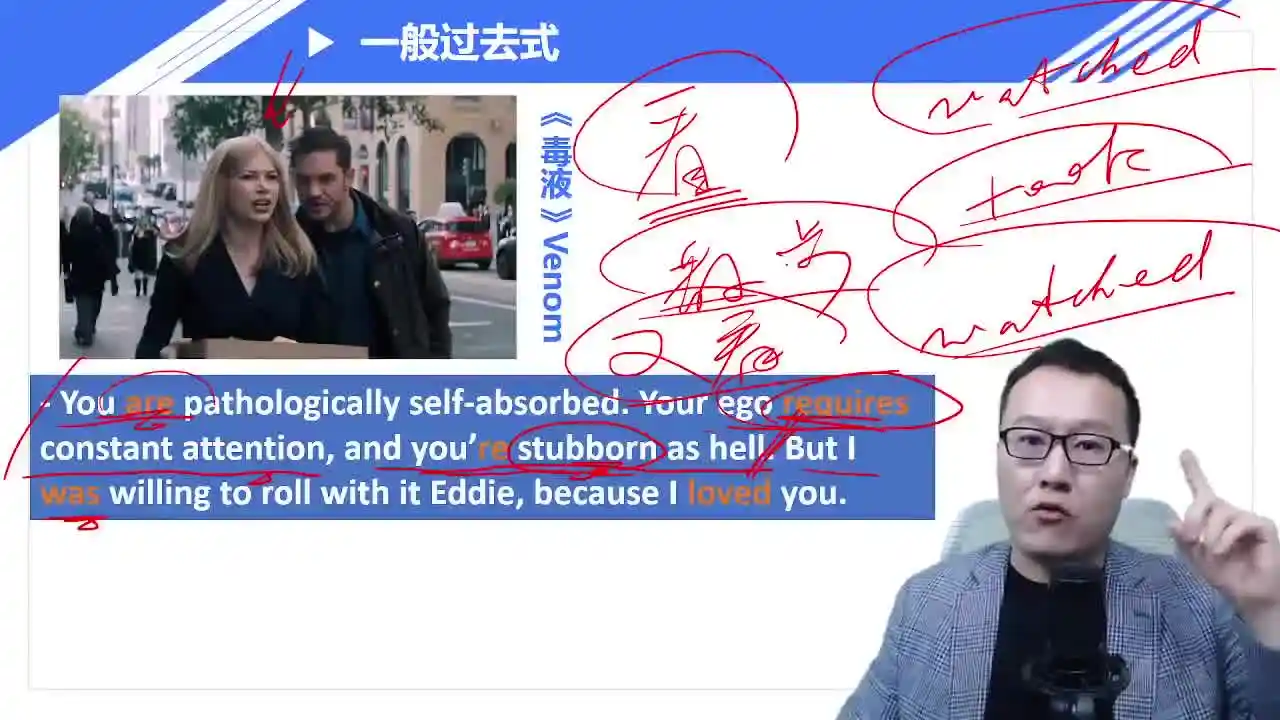 一般过去式
《毒液》Venom
看
watched
took
又看
watched
- You are pathologically self-absorbed. Your ego requires
constant attention, and you're stubborn as hell. But I
was willing to roll with it Eddie, because I loved you.